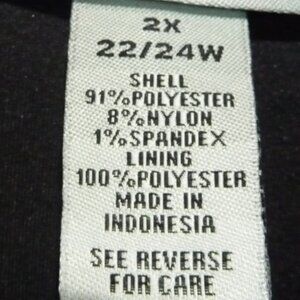 2X
22/24W
SHELL
91%POLYESTER
8%NYLON
1%SPANDEX
LINING
100%POLYESTER
MADE IN
INDONESIA
SEE REVERSE
FOR CARE